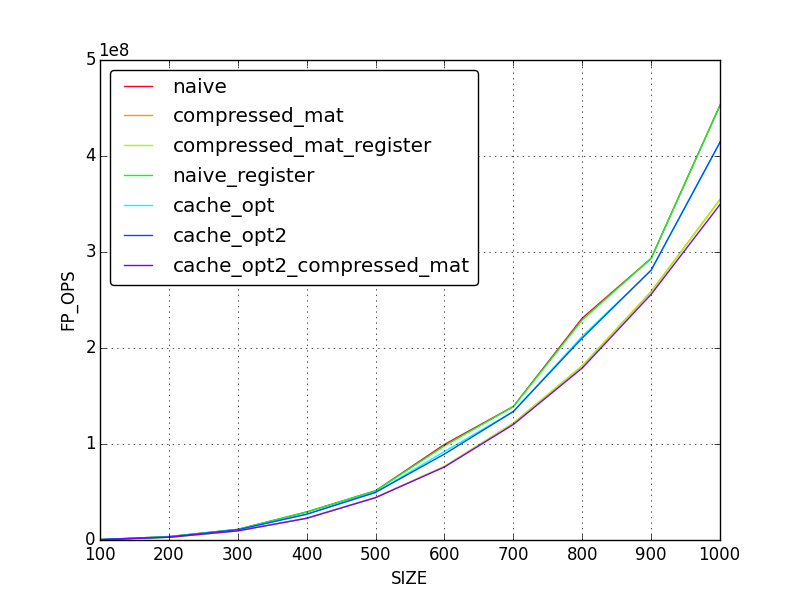 1e8
5
4
3
2
1
0
FP_OPS
naive
compressed_mat
compressed_mat_register
naive_register
cache_opt
cache_opt2
cache_opt2_compressed_mat
100 200 300 400 500 600 700 800 900 1000
SIZE